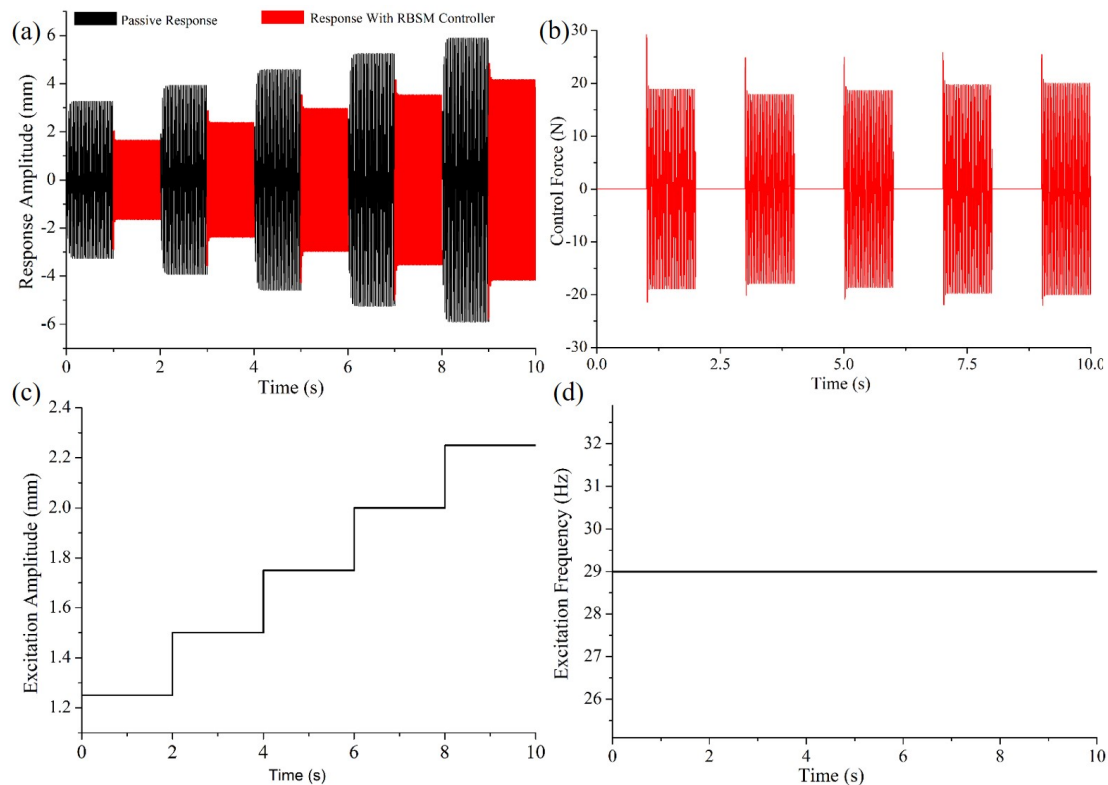 Passive Response
Response With RBSM Controller
(a)
Response Amplitude (mm)
6
4
2
0
-2
-4
-6
0 2 4 6 8 10
Time (s)
(b)
Control Force (N)
30
20
10
0
-10
-20
-30
0.0 2.5 5.0 7.5 10.0
Time (s)
(c)
Excitation Amplitude (mm)
2.4
2.2
2.0
1.8
1.6
1.4
1.2
0 2 4 6 8 10
Time (s)
(d)
Excitation Frequency (Hz)
32
31
30
29
28
27
26
0 2 4 6 8 10
Time (s)